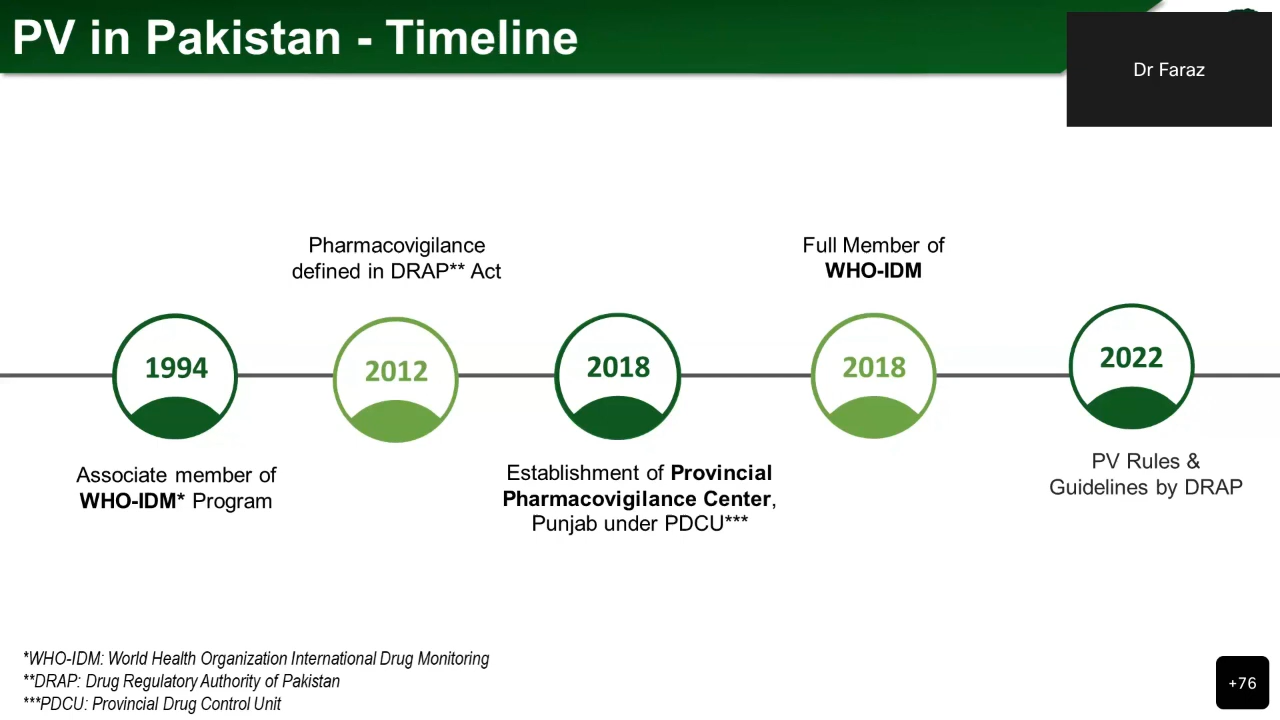 PV in Pakistan - Timeline
Dr Faraz
Pharmacovigilance
defined in DRAP** Act
Full Member of
WHO-IDM
1994
2012
2018
2018
2022
Associate member of
WHO-IDM* Program
Establishment of Provincial
Pharmacovigilance Center,
Punjab under PDCU***
PV Rules &
Guidelines by DRAP
*WHO-IDM: World Health Organization International Drug Monitoring
**DRAP: Drug Regulatory Authority of Pakistan
***PDCU: Provincial Drug Control Unit
+76